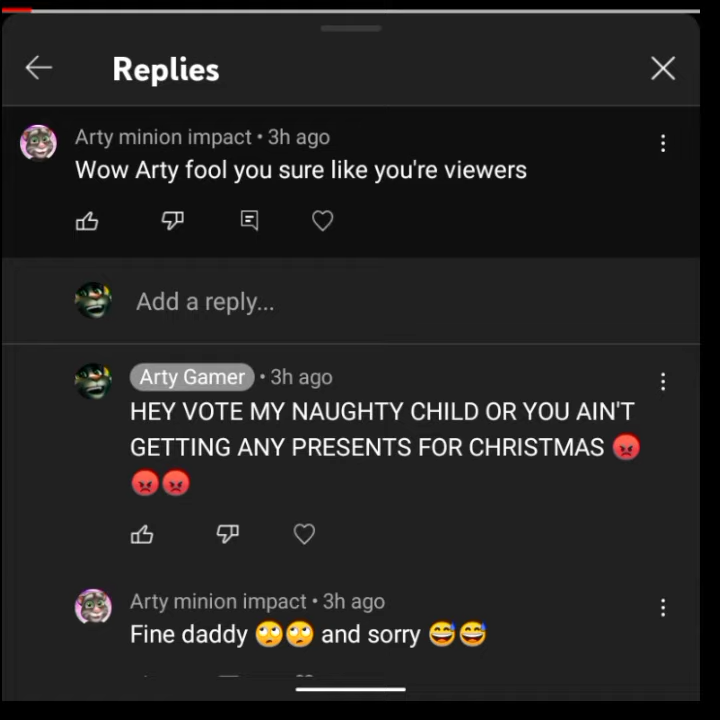 Replies
Arty minion impact • 3h ago
Wow Arty fool you sure like you're viewers
Add a reply...
Arty Gamer • 3h ago
HEY VOTE MY NAUGHTY CHILD OR YOU AIN'T
GETTING ANY PRESENTS FOR CHRISTMAS 😡
😡😡
Arty minion impact • 3h ago
Fine daddy 🙄🙄 and sorry 😅😅